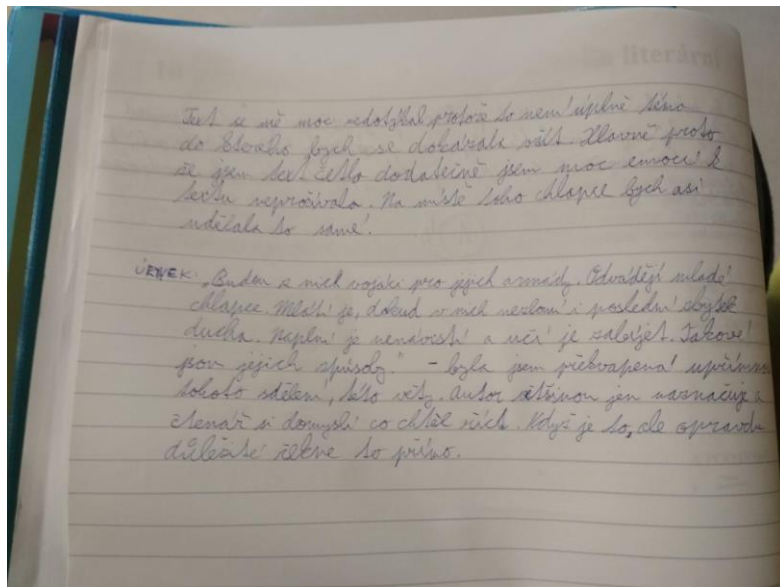 literární
Text se mě moc nedotýkal protože to není úplně téma
do kterého bych se dokázala vžít. Hlavně proto
že jsem text četla dodatečně jsem moc emocí k
textu neprožívala. Na místě toho chlapce bych asi
udělala to samé.
ÚRYVEK: „Budou z nich vojáci pro jejich armády. Odvádějí mladé
chlapce. Mlátí je, dokud v nich nezlomí i poslední zbytek
ducha. Naplní je nenávistí a učí je zabíjet. Takové
jsou jejich způsoby." - byla jsem překvapená
tohoto sdělení, této věty. Autor většinou jen naznačuje a
čtenář si domyslí co chtěl říct. Když je to, ale opravdu
důležité řekne to přímo.